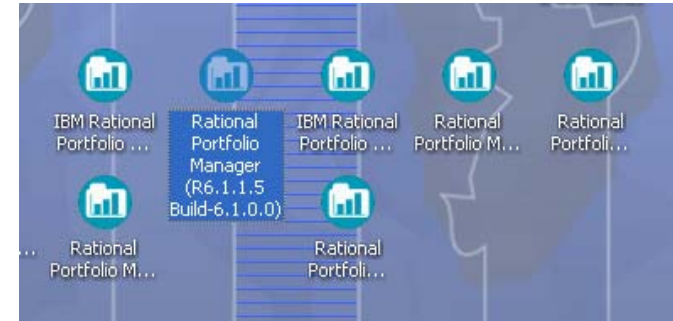 IBM Rational
Portfolio ...
Rational
Portfolio
Manager
(R6.1.1.5
Build-6.1.0.0)
IBM Rational
Portfolio ...
Rational
Portfolio M...
Rational
Portfoli...
...
Rational
Portfolio M...
Rational
Portfoli...